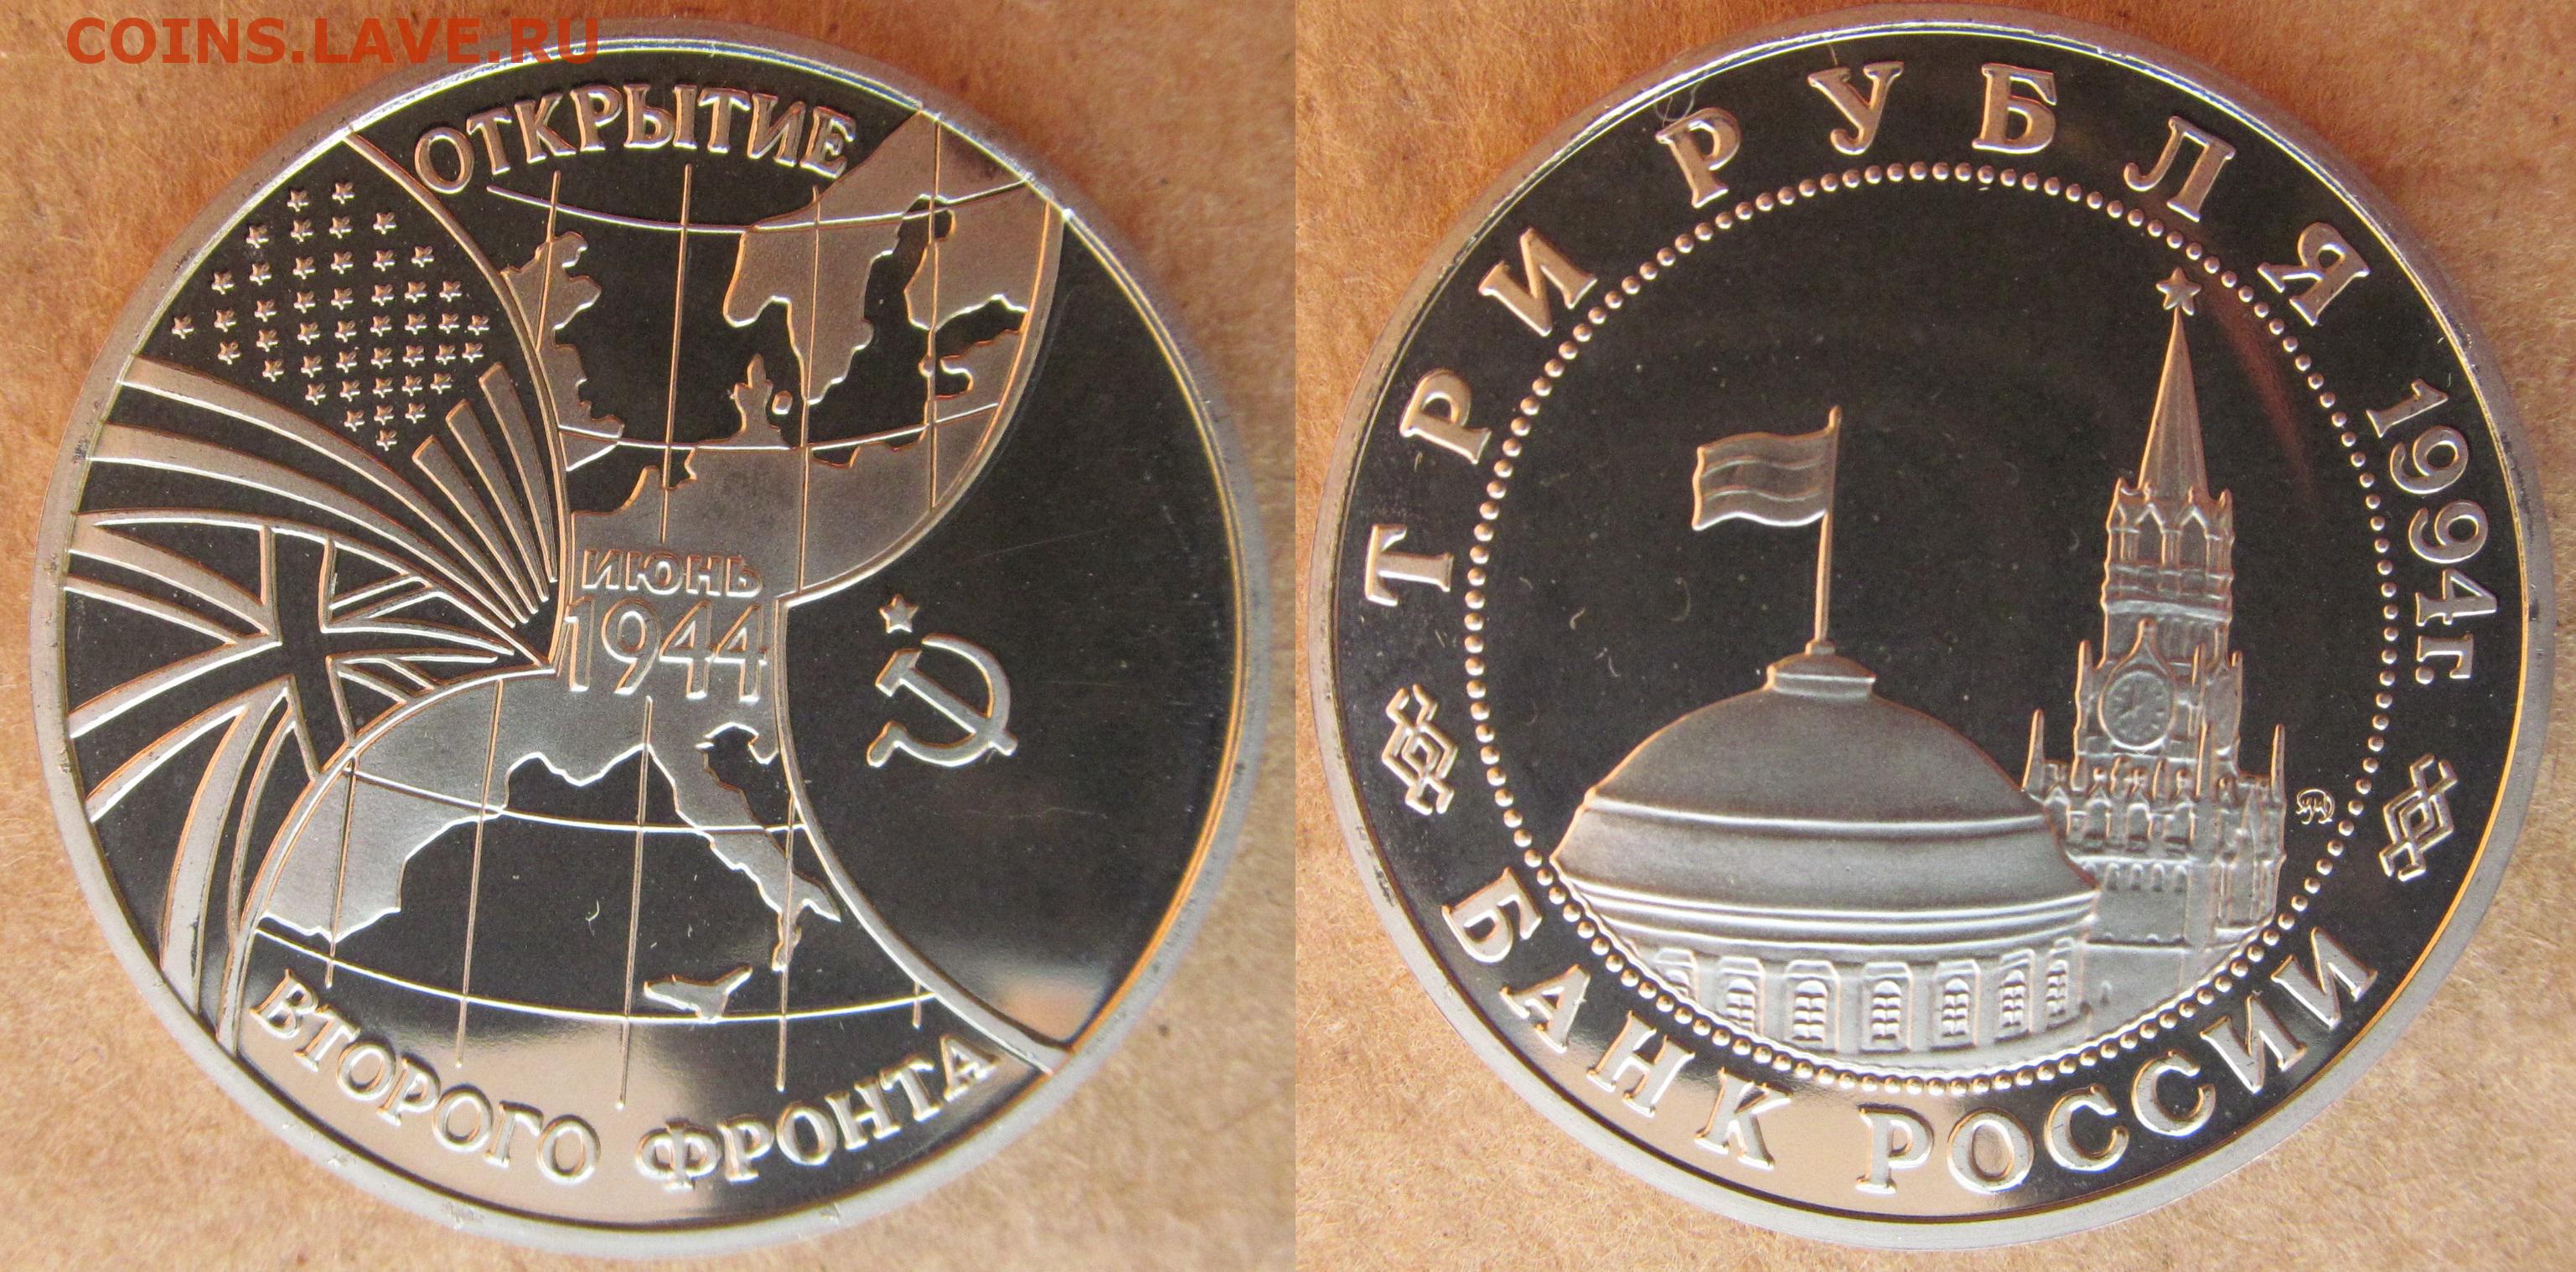 COINS.LAVE.RU
ОТКРЫТИЕ
ИЮНЬ
1944
ВТОРОГО ФРОНТА
ТРИ РУБЛЯ 1994г.
БАНК РОССИИ